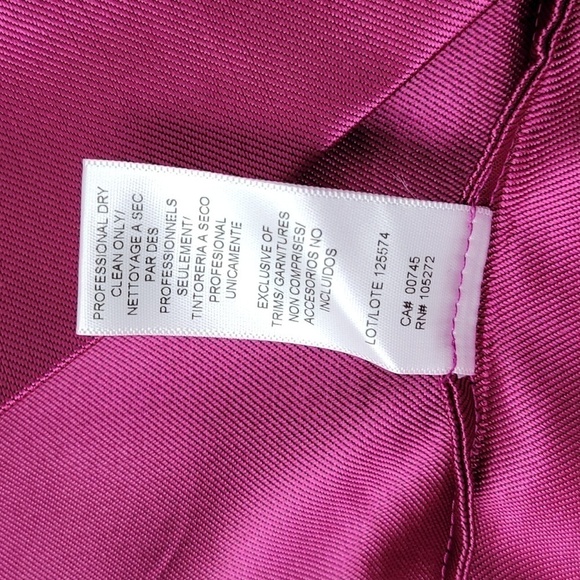 PROFESSIONAL DRY
CLEAN ONLY/
NETTOYAGE A SEC
PAR DES
PROFESSIONNELS
SEULEMENT/
TINTORERIA A SECO
PROFESIONAL
UNICAMENTE
EXCLUSIVE OF
TRIMS/GARNITURES
NON COMPRISES/
ACCESORIOS NO
INCLUIDOS
LOT/LOTE 125574
CA# 00745
RN# 105272